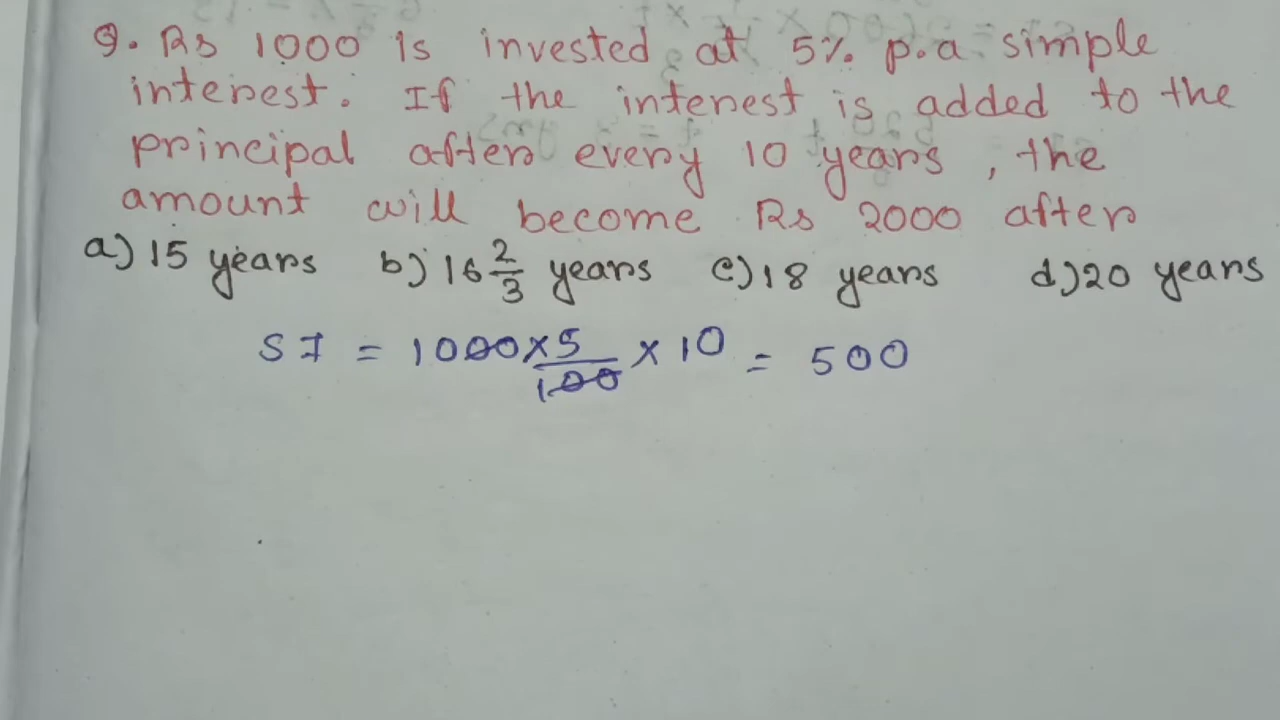 Q. Rs 1000 is invested at 5% p.a simple
interest. If the interest is added to the
principal after every 10 years, the
amount will become Rs 2000 after
a) 15 years b) 16 2/3 years c) 18 years d) 20 years
SI = 1000 × 5/100 × 10 = 500